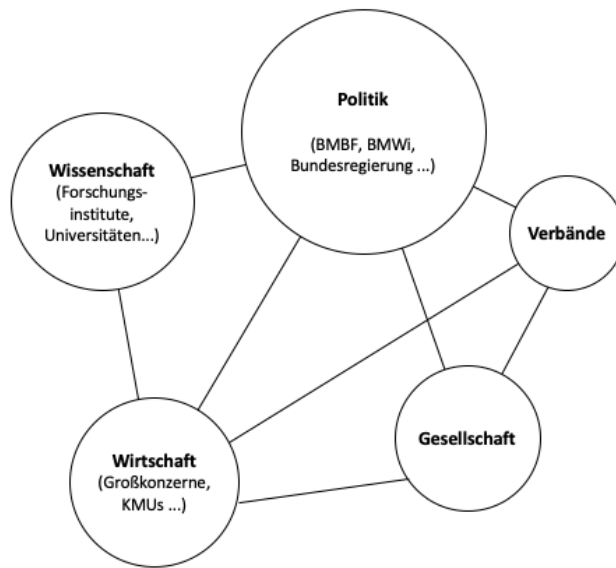 Politik
(BMBF, BMWi,
Bundesregierung ...)
Wissenschaft
(Forschungs-
institute,
Universitäten...)
Verbände
Gesellschaft
Wirtschaft
(Großkonzerne,
KMUs ...)